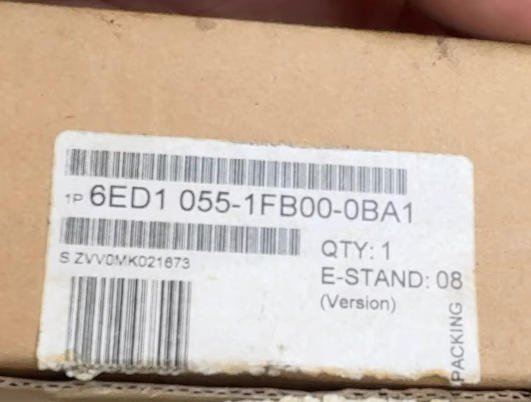 1P 6ED1 055-1FB00-0BA1
S ZVV0MK021673
QTY: 1
E-STAND: 08
(Version)
PACKING